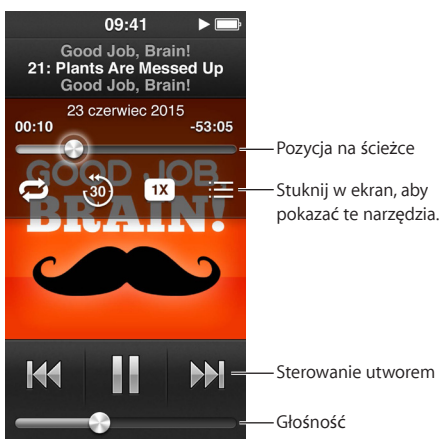 09:41
Good Job, Brain!
21: Plants Are Messed Up
Good Job, Brain!
23 czerwiec 2015
00:10 -53:05
Pozycja na ścieżce
GOOD JOB
30 1X
BRAIN!
Stuknij w ekran, aby
pokazać te narzędzia.
Sterowanie utworem
Głośność